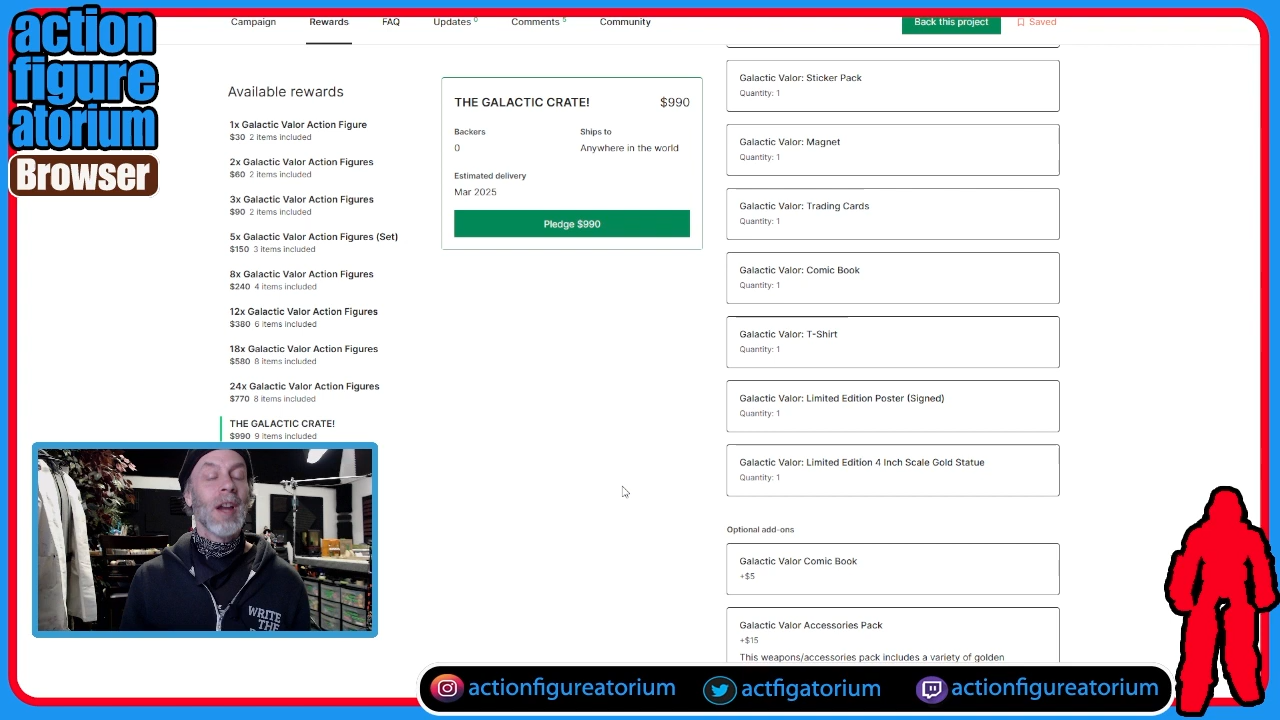 action
figure
atorium
Browser
Campaign
Rewards
FAQ
Updates 0
Comments 5
Community
Back this project
Saved
Available rewards
1x Galactic Valor Action Figure
$30 2 items included
2x Galactic Valor Action Figures
$60 2 items included
3x Galactic Valor Action Figures
$90 2 items included
5x Galactic Valor Action Figures (Set)
$150 3 items included
8x Galactic Valor Action Figures
$240 4 items included
12x Galactic Valor Action Figures
$380 6 items included
18x Galactic Valor Action Figures
$580 8 items included
24x Galactic Valor Action Figures
$770 8 items included
THE GALACTIC CRATE!
$990 9 items included
THE GALACTIC CRATE! $990
Backers
0
Ships to
Anywhere in the world
Estimated delivery
Mar 2025
Pledge $990
Galactic Valor: Sticker Pack
Quantity: 1
Galactic Valor: Magnet
Quantity: 1
Galactic Valor: Trading Cards
Quantity: 1
Galactic Valor: Comic Book
Quantity: 1
Galactic Valor: T-Shirt
Quantity: 1
Galactic Valor: Limited Edition Poster (Signed)
Quantity: 1
Galactic Valor: Limited Edition 4 Inch Scale Gold Statue
Quantity: 1
Optional add-ons
Galactic Valor Comic Book
+$5
Galactic Valor Accessories Pack
+$15
This weapons/accessories pack includes a variety of golden
WRITE
THE
actionfigureatorium
actfigatorium
actionfigureatorium